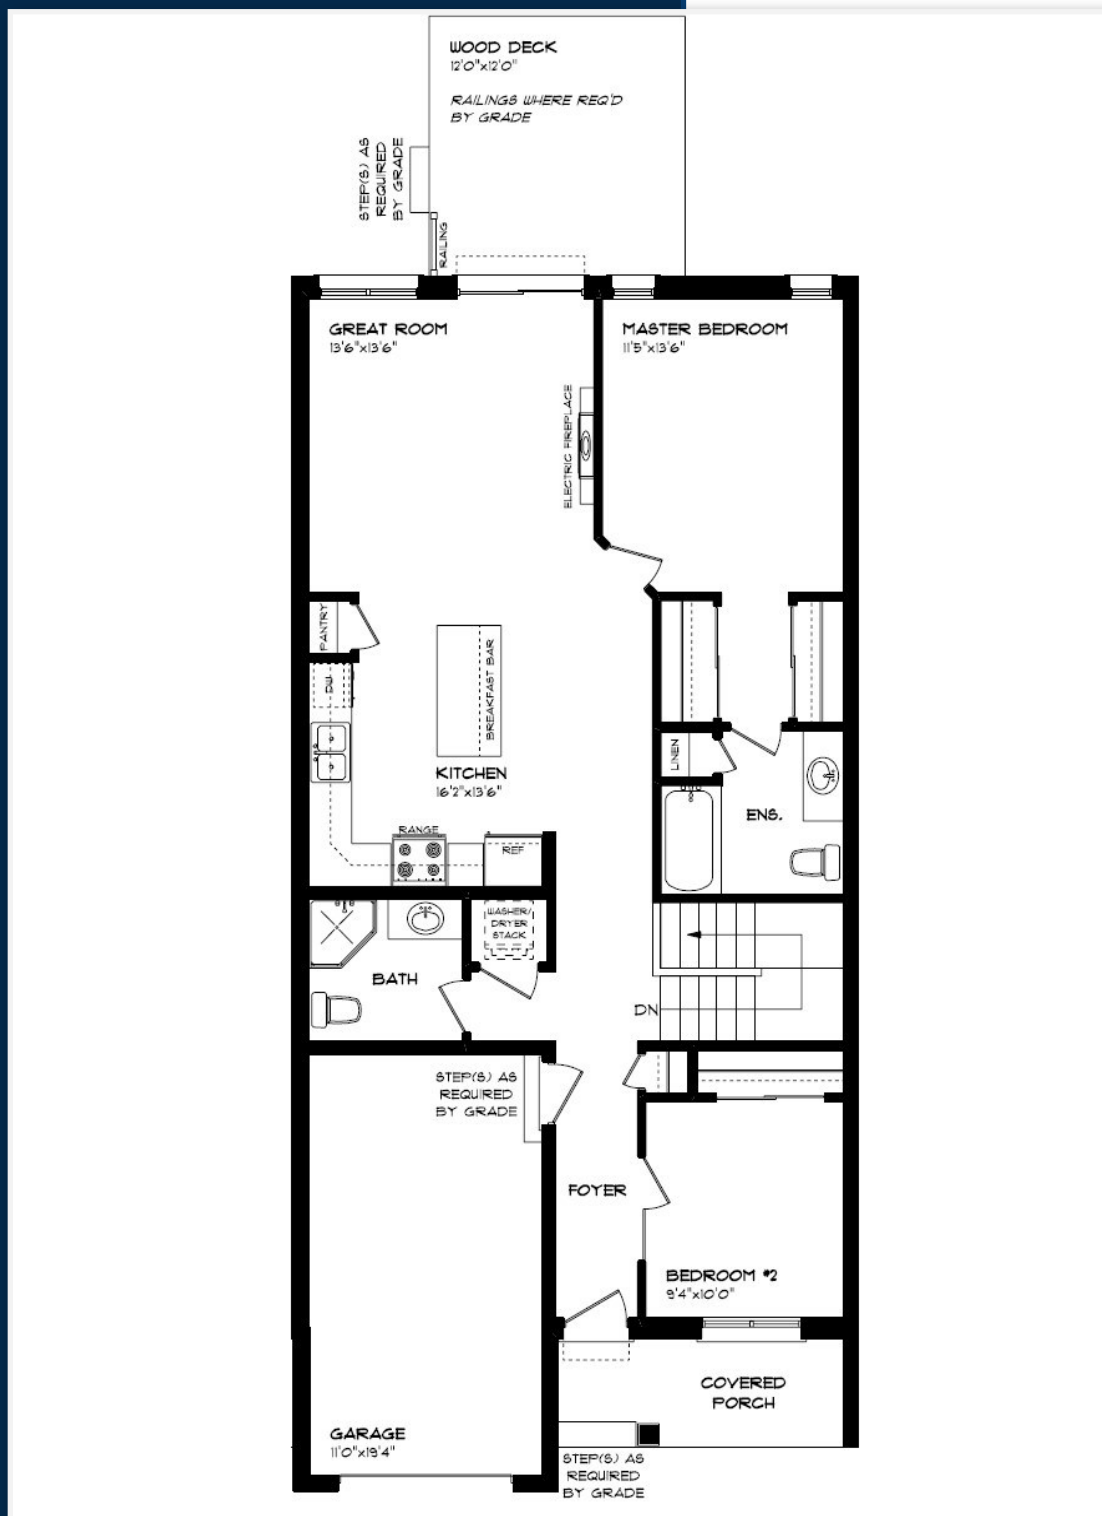 WOOD DECK
12'0"x12'0"
RAILINGS WHERE REQ'D
BY GRADE
STEP(S) AS
REQUIRED
BY GRADE
RAILING
GREAT ROOM
13'6"x13'6"
MASTER BEDROOM
11'5"x13'6"
ELECTRIC FIREPLACE
PANTRY
DW
BREAKFAST BAR
KITCHEN
16'2"x13'6"
LINEN
ENS.
RANGE
REF
WASHER/
DRYER
STACK
BATH
DN
STEP(S) AS
REQUIRED
BY GRADE
FOYER
BEDROOM #2
9'4"x10'0"
COVERED
PORCH
GARAGE
11'0"x19'4"
STEP(S) AS
REQUIRED
BY GRADE